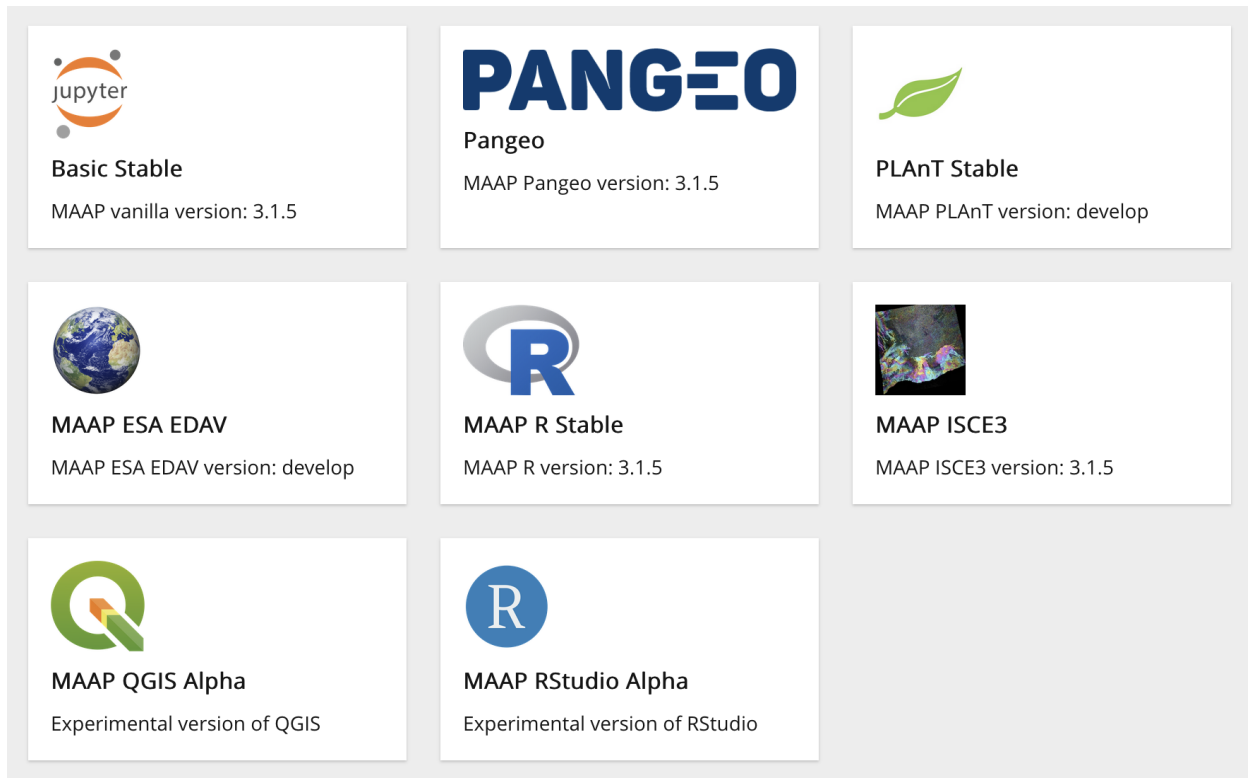 jupyter
Basic Stable
MAAP vanilla version: 3.1.5
PANGEO
Pangeo
MAAP Pangeo version: 3.1.5
PLAnT Stable
MAAP PLAnT version: develop
MAAP ESA EDAV
MAAP ESA EDAV version: develop
R
MAAP R Stable
MAAP R version: 3.1.5
MAAP ISCE3
MAAP ISCE3 version: 3.1.5
MAAP QGIS Alpha
Experimental version of QGIS
R
MAAP RStudio Alpha
Experimental version of RStudio